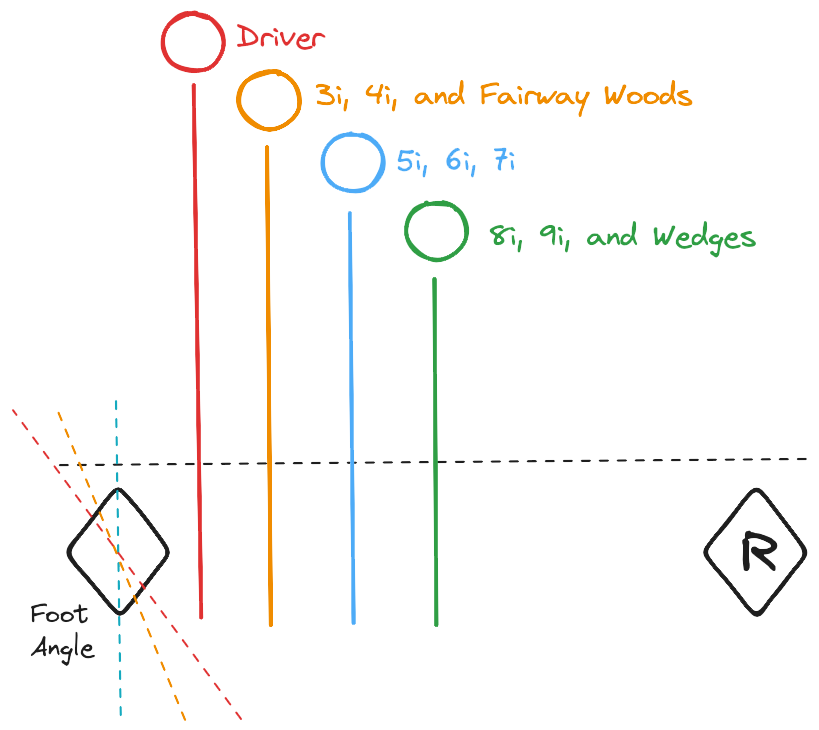 Driver
3i, 4i, and Fairway Woods
5i, 6i, 7i
8i, 9i, and Wedges
R
Foot
Angle